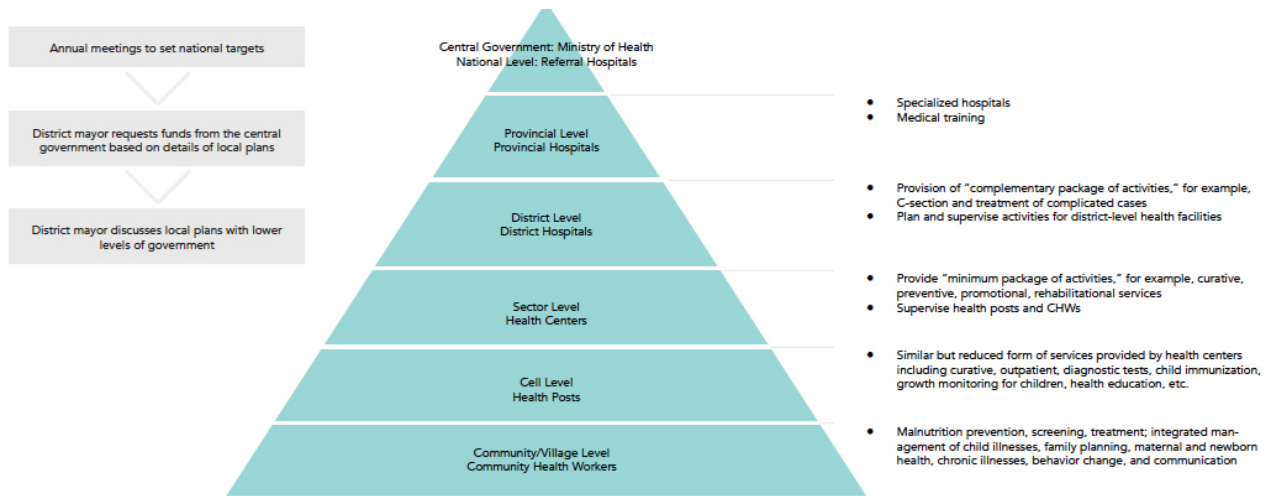 Annual meetings to set national targets
District mayor requests funds from the central
government based on details of local plans
District mayor discusses local plans with lower
levels of government
Central Government: Ministry of Health
National Level: Referral Hospitals
Provincial Level
Provincial Hospitals
District Level
District Hospitals
Sector Level
Health Centers
Cell Level
Health Posts
Community/Village Level
Community Health Workers
• Specialized hospitals
• Medical training
• Provision of “complementary package of activities,” for example,
C-section and treatment of complicated cases
• Plan and supervise activities for district-level health facilities
• Provide “minimum package of activities,” for example, curative,
preventive, promotional, rehabilitational services
• Supervise health posts and CHWs
• Similar but reduced form of services provided by health centers
including curative, outpatient, diagnostic tests, child immunization,
growth monitoring for children, health education, etc.
• Malnutrition prevention, screening, treatment; integrated man-
agement of child illnesses, family planning, maternal and newborn
health, chronic illnesses, behavior change, and communication